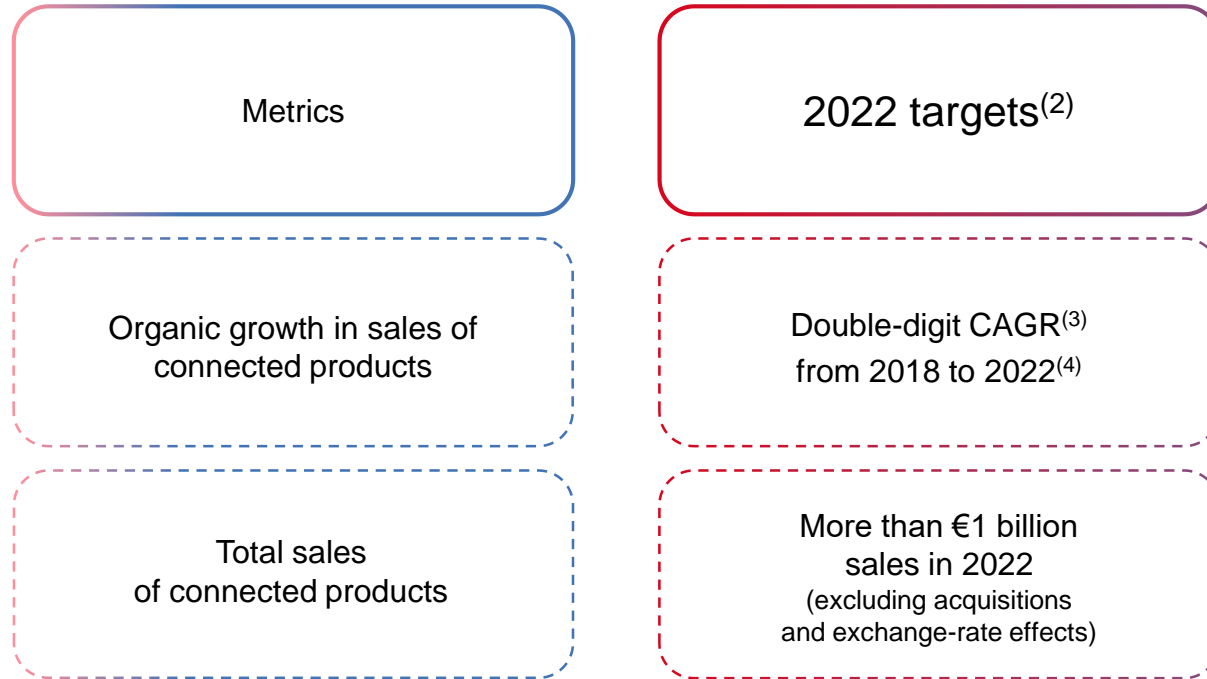 Metrics
2022 targets(2)
Organic growth in sales of
connected products
Double-digit CAGR(3)
from 2018 to 2022(4)
Total sales
of connected products
More than €1 billion
sales in 2022
(excluding acquisitions
and exchange-rate effects)